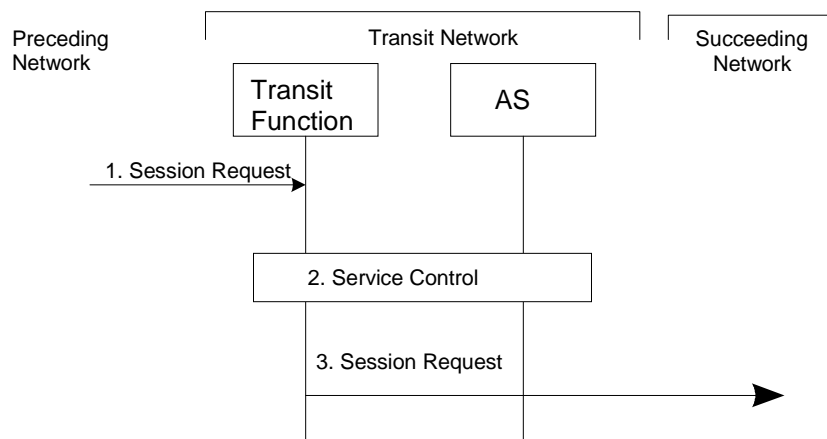 Preceding
Network
Transit Network
Succeeding
Network
Transit
Function
AS
1. Session Request
2. Service Control
3. Session Request